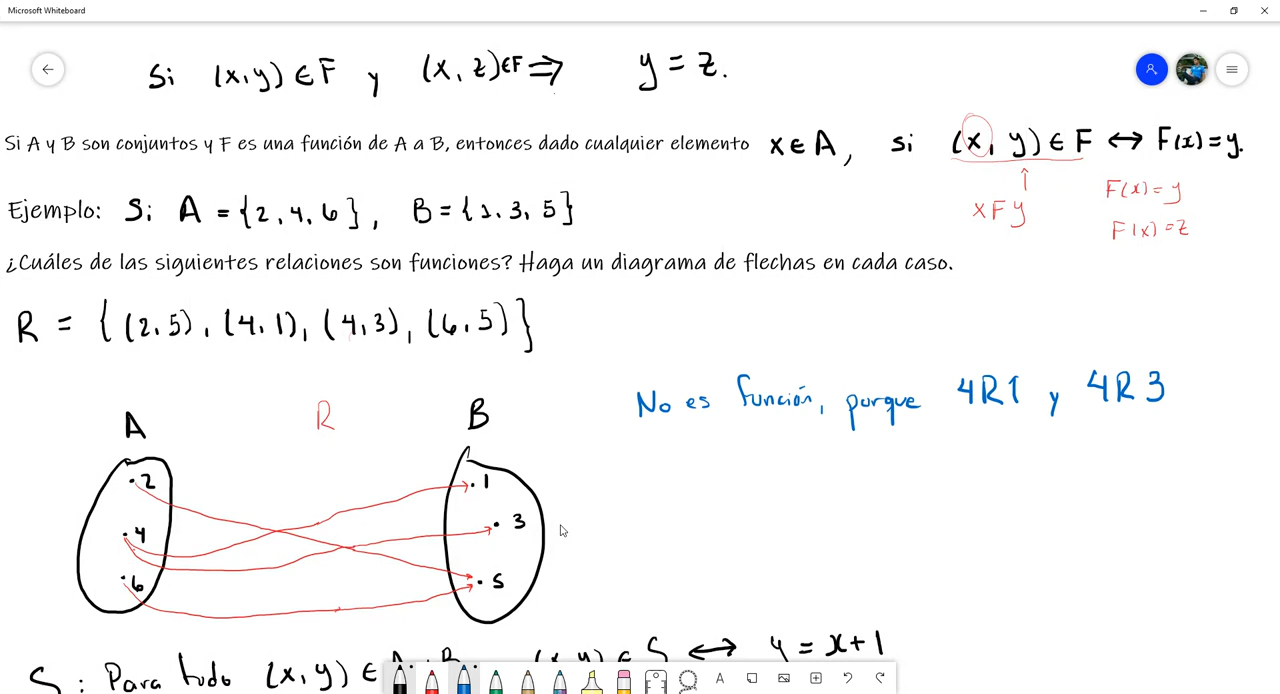 Microsoft Whiteboard
Si (x,y) ∈ F y (x, z) ∈ F ⇒ y = z.
Si A y B son conjuntos y F es una función de A a B, entonces dado cualquier elemento x ∈ A, si (x, y) ∈ F ↔ F(x) = y.
x F y
F(x) = y
F(x) = z
Ejemplo: Si A = {2, 4, 6}, B = {1, 3, 5}
¿Cuáles de las siguientes relaciones son funciones? Haga un diagrama de flechas en cada caso.
R = {(2,5), (4,1), (4,3), (6,5)}
No es función, porque 4R1 y 4R3
A R B
2 1
4 3
6 5
S: Para todo (x,y) ∈ A B (x,y) ∈ S ↔ y = x+1